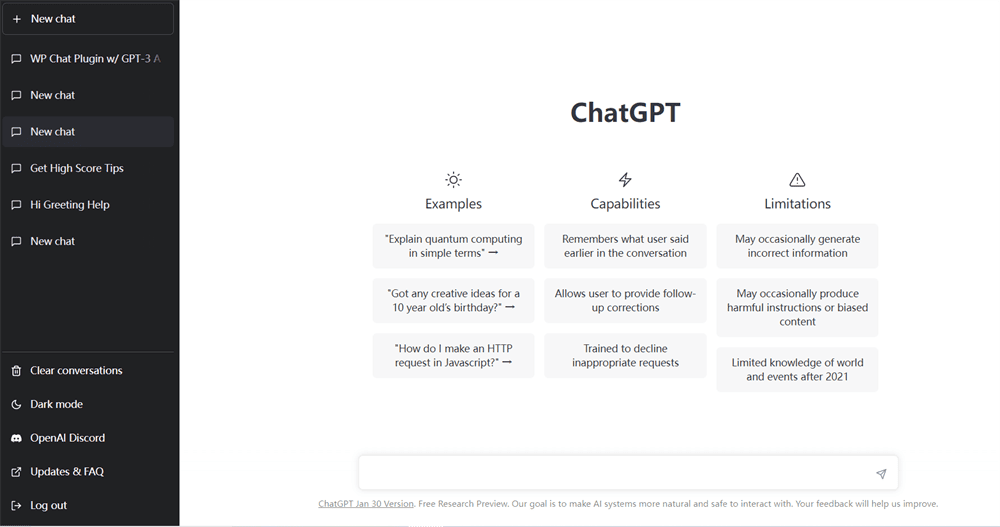 New chat
WP Chat Plugin w/ GPT-3 A
New chat
New chat
Get High Score Tips
Hi Greeting Help
New chat
Clear conversations
Dark mode
OpenAI Discord
Updates & FAQ
Log out
ChatGPT
Examples
"Explain quantum computing
in simple terms" →
"Got any creative ideas for a
10 year old's birthday?" →
"How do I make an HTTP
request in Javascript?" →
Capabilities
Remembers what user said
earlier in the conversation
Allows user to provide follow-
up corrections
Trained to decline
inappropriate requests
Limitations
May occasionally generate
incorrect information
May occasionally produce
harmful instructions or biased
content
Limited knowledge of world
and events after 2021
ChatGPT Jan 30 Version. Free Research Preview. Our goal is to make AI systems more natural and safe to interact with. Your feedback will help us improve.